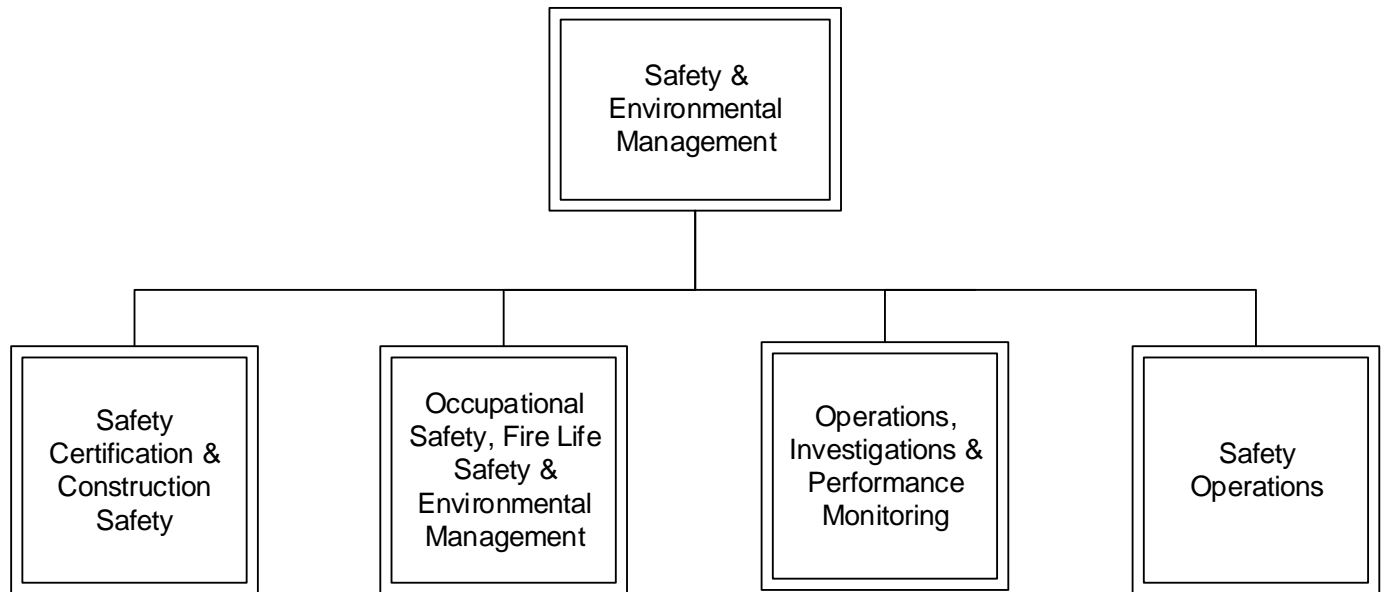 Safety &
Environmental
Management
Safety
Certification &
Construction
Safety
Occupational
Safety, Fire Life
Safety &
Environmental
Management
Operations,
Investigations &
Performance
Monitoring
Safety
Operations